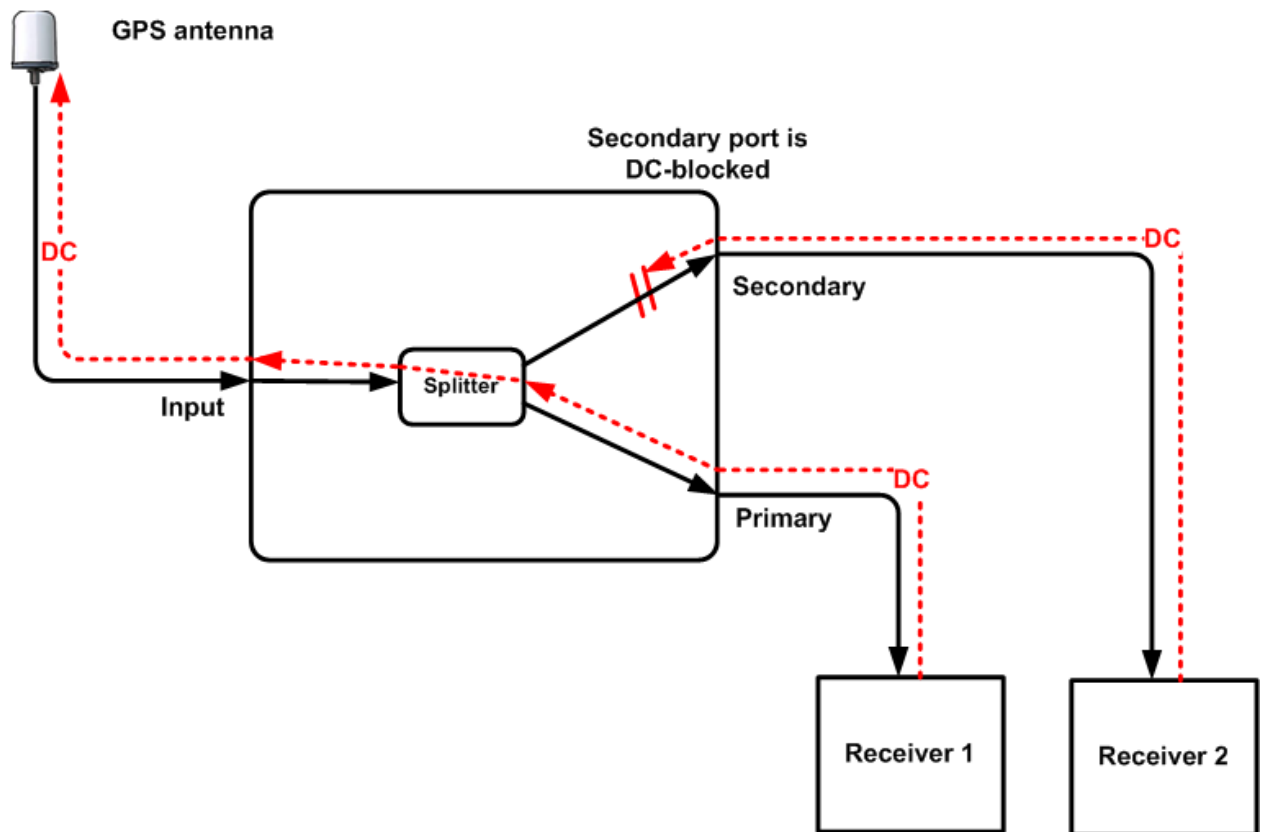 GPS antenna
Secondary port is
DC-blocked
DC
DC
Secondary
Splitter
Input
DC
Primary
Receiver 1
Receiver 2